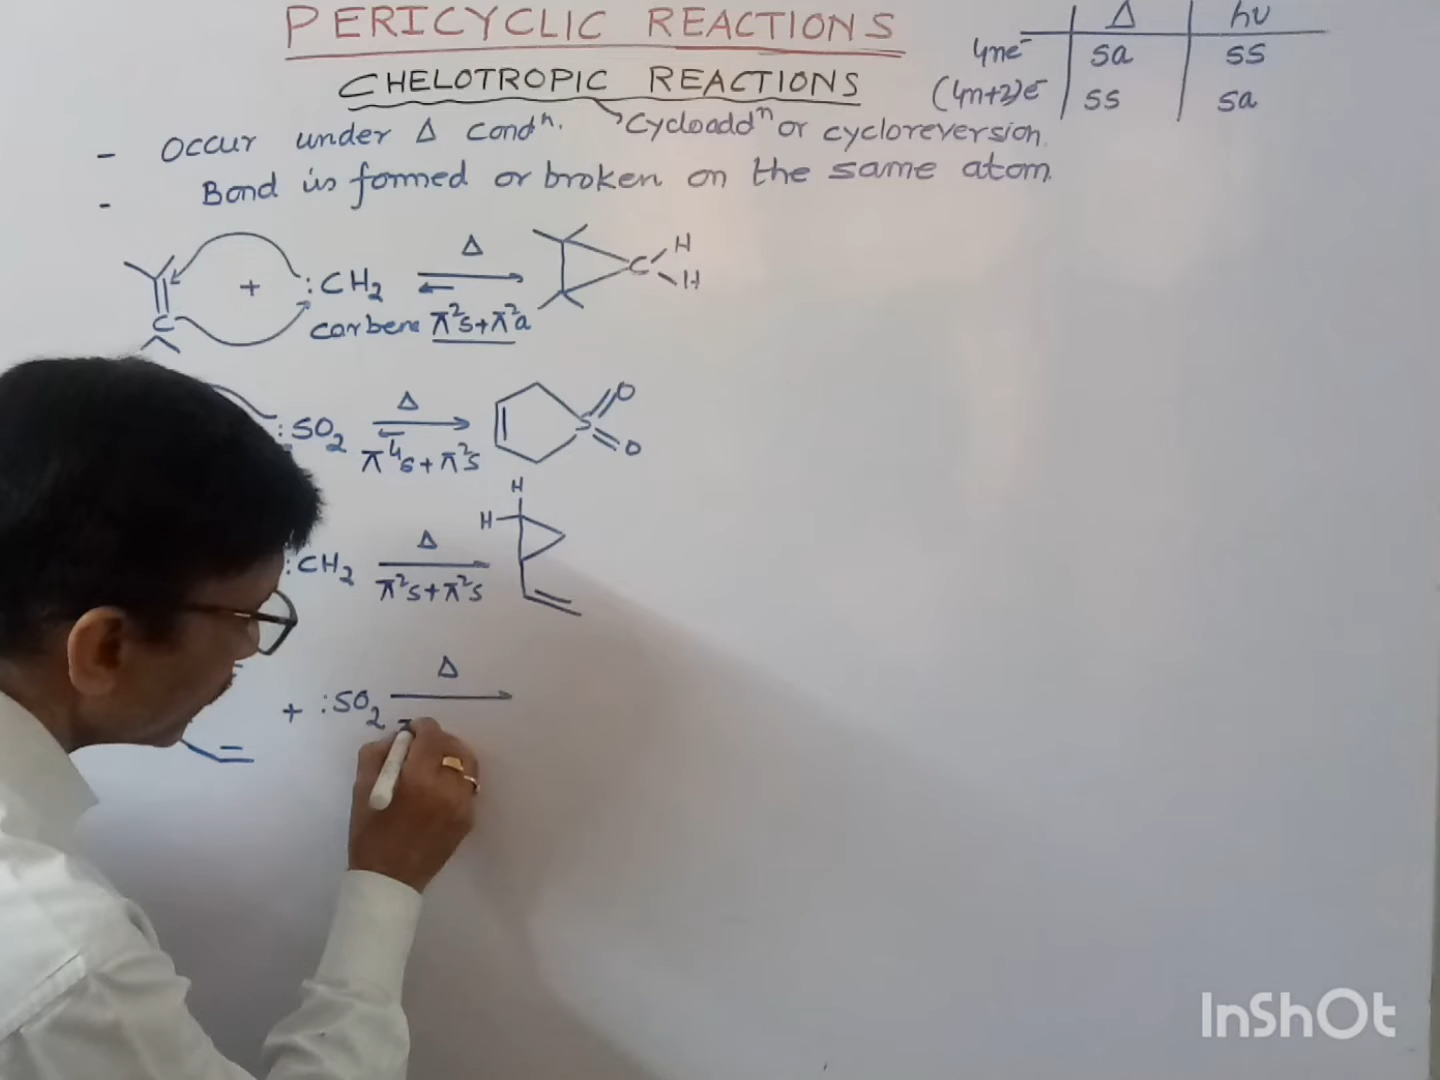 PERICYCLIC REACTIONS
Δ hν
4ne⁻ sa ss
(4n+2)e⁻ ss sa
CHELOTROPIC REACTIONS
Cycloaddⁿ or cycloreversion.
- Occur under Δ condⁿ.
- Bond is formed or broken on the same atom.
C + :CH₂ Δ C H H
carbene π²s+π²a
:SO₂ Δ S O O
π⁴s+π²s
:CH₂ Δ H H
π²s+π²s
+ :SO₂ Δ
InShOt